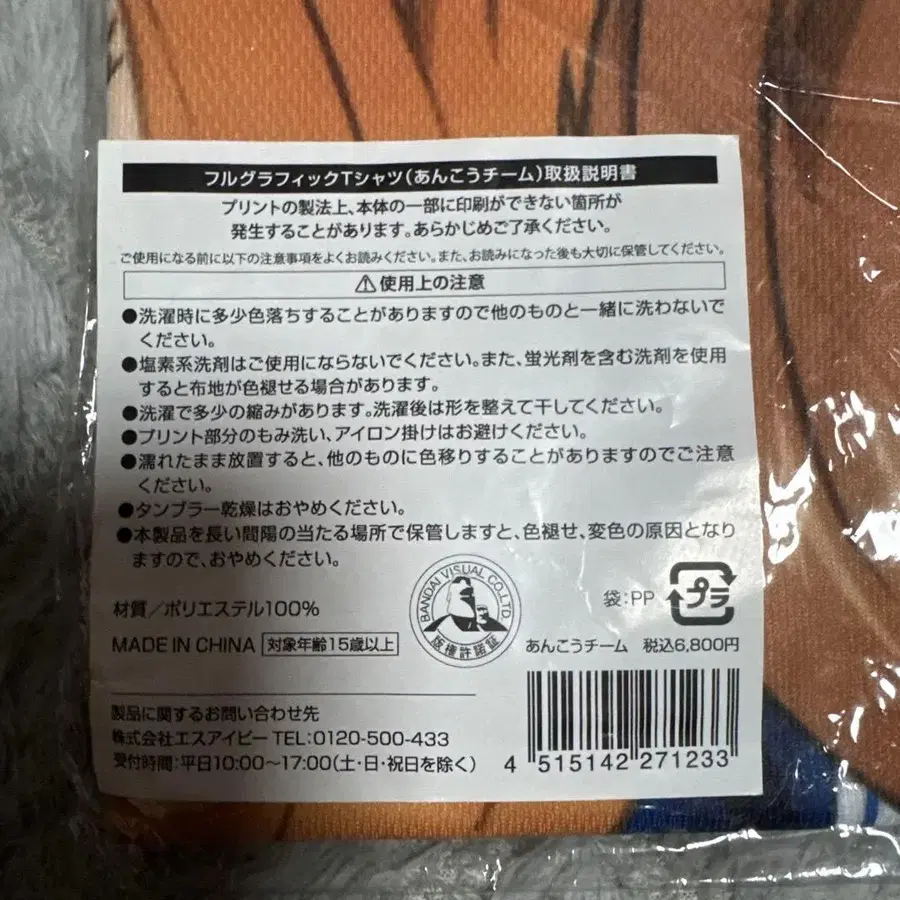 フルグラフィックTシャツ(あんこうチーム)取扱説明書
プリントの製法上、本体の一部に印刷ができない箇所が
発生することがあります。あらかじめご了承ください。
ご使用になる前に以下の注意事項をよくお読みください。また、お読みになった後も大切に保管してください。
⚠使用上の注意
●洗濯時に多少色落ちすることがありますので他のものと一緒に洗わないで
ください。
●塩素系洗剤はご使用にならないでください。また、蛍光剤を含む洗剤を使用
すると布地が色褪せる場合があります。
●洗濯で多少の縮みがあります。洗濯後は形を整えて干してください。
●プリント部分のもみ洗い、アイロン掛けはお避けください。
●濡れたまま放置すると、他のものに色移りすることがありますのでご注意
ください。
●タンブラー乾燥はおやめください。
●本製品を長い間陽の当たる場所で保管しますと、色褪せ、変色の原因となり
ますので、おやめください。
材質／ポリエステル100%
BANDAI VISUAL CO.,LTD.
版権許諾証
袋:PP
プラ
MADE IN CHINA 対象年齢15歳以上
あんこうチーム 税込6,800円
製品に関するお問い合わせ先
株式会社エスアイピー TEL:0120-500-433
受付時間:平日10:00〜17:00(土・日・祝日を除く)
4 515142 271233